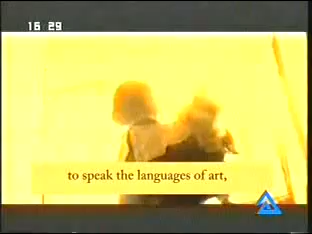 16 29
to speak the languages of art,